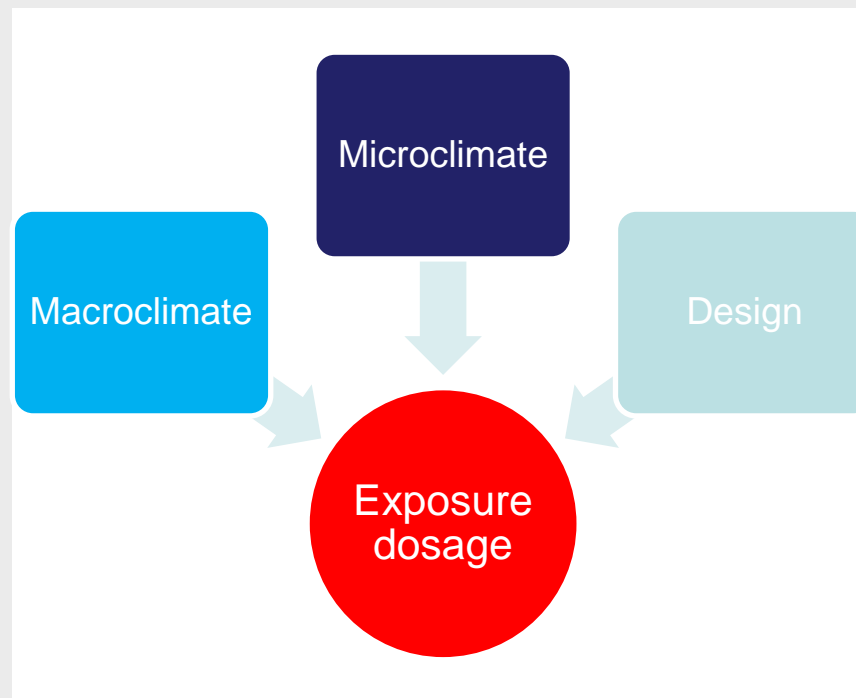 Microclimate
Macroclimate
Design
Exposure
dosage